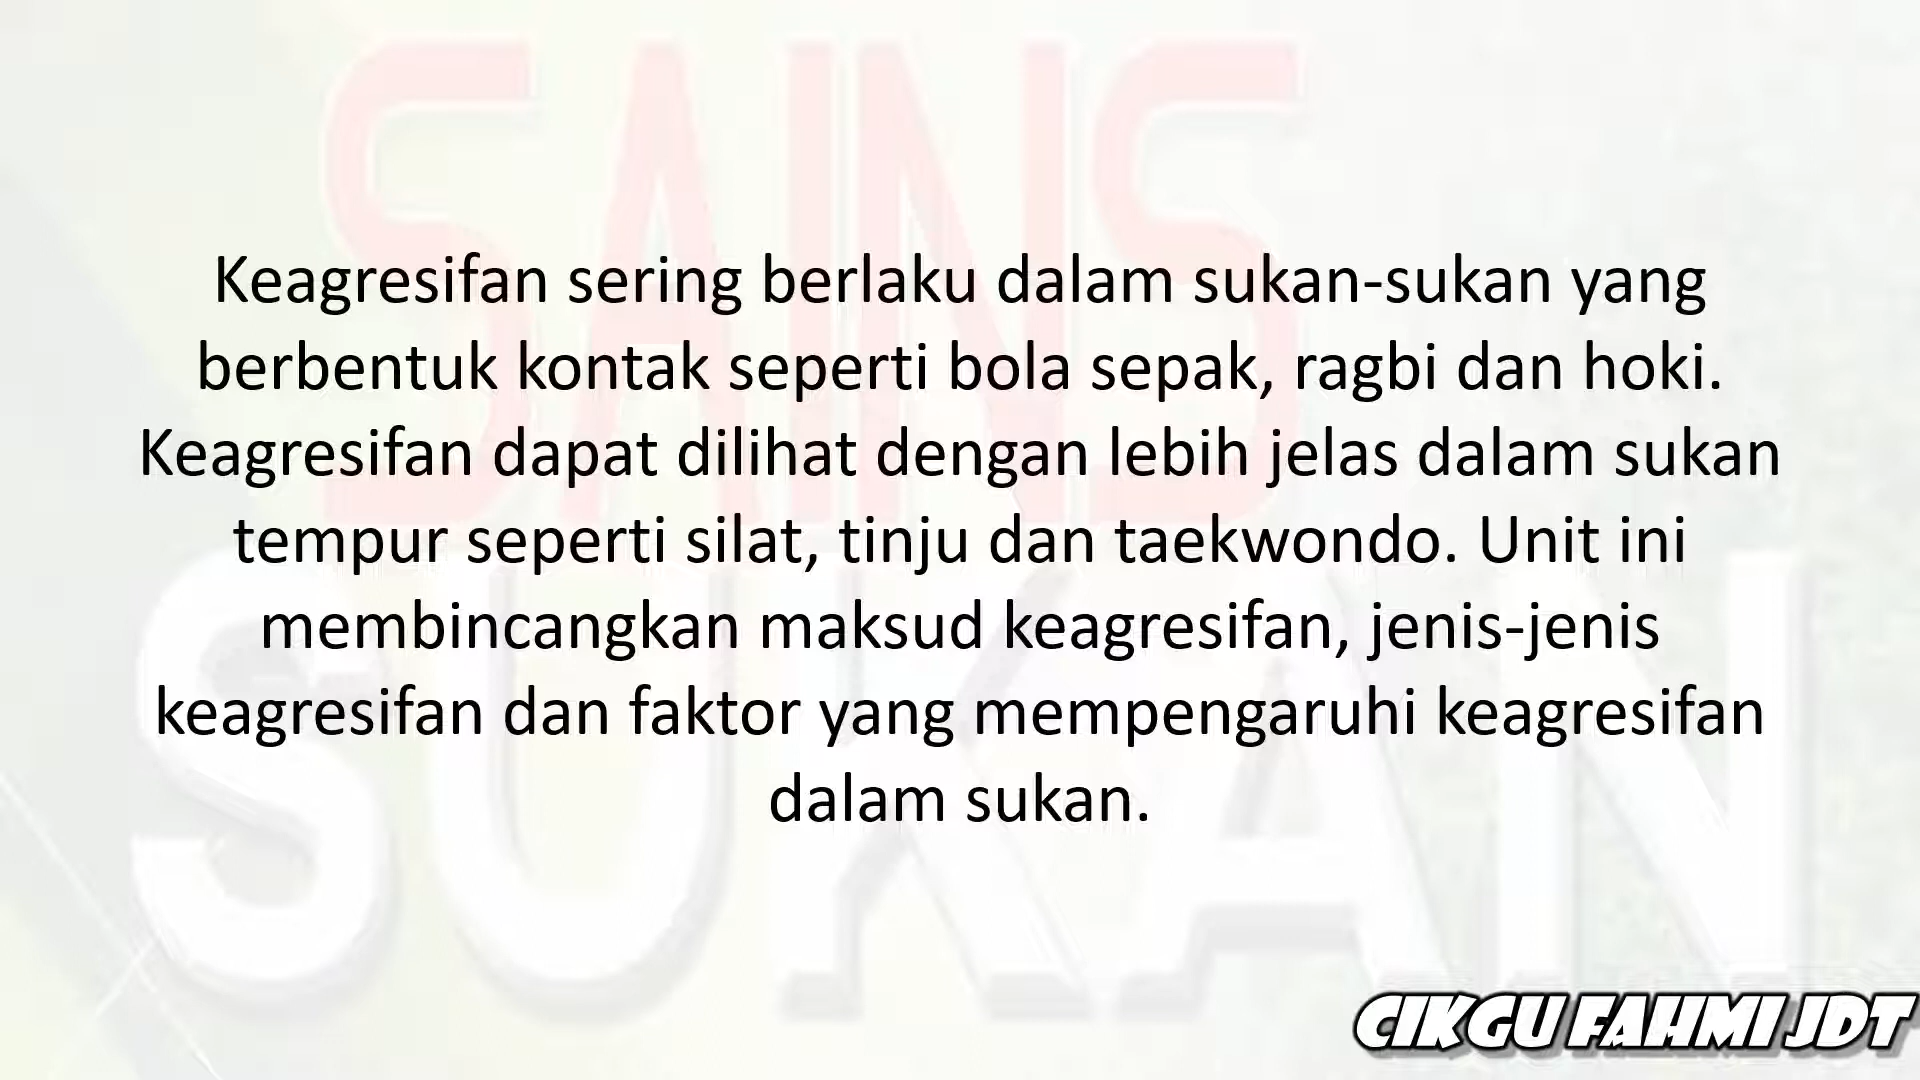 SAINS
SUKAN
Keagresifan sering berlaku dalam sukan-sukan yang
berbentuk kontak seperti bola sepak, ragbi dan hoki.
Keagresifan dapat dilihat dengan lebih jelas dalam sukan
tempur seperti silat, tinju dan taekwondo. Unit ini
membincangkan maksud keagresifan, jenis-jenis
keagresifan dan faktor yang mempengaruhi keagresifan
dalam sukan.
CIKGU FAHMI JDT